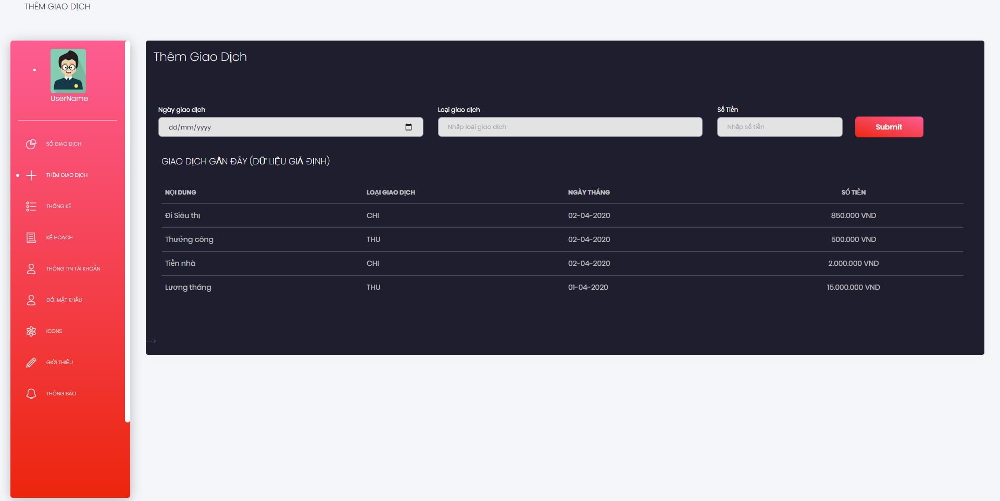 THÊM GIAO DỊCH
UserName
SỔ GIAO DỊCH
THÊM GIAO DỊCH
THỐNG KÊ
KẾ HOẠCH
THÔNG TIN TÀI KHOẢN
ĐỔI MẬT KHẨU
ICONS
GIỚI THIỆU
THÔNG BÁO
Thêm Giao Dịch
Ngày giao dịch Loại giao dịch Số Tiền
dd/mm/yyyy Nhập loại giao dịch Nhập số tiền Submit
GIAO DỊCH GẦN ĐÂY (DỮ LIỆU GIẢ ĐỊNH)
NỘI DUNG LOẠI GIAO DỊCH NGÀY THÁNG SỐ TIỀN
Đi Siêu thị CHI 02-04-2020 850.000 VND
Thưởng công THU 02-04-2020 500.000 VND
Tiền nhà CHI 02-04-2020 2.000.000 VND
Lương tháng THU 01-04-2020 15.000.000 VND
-->